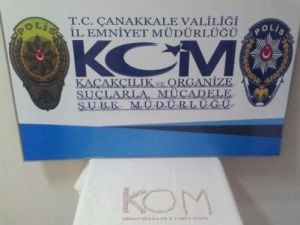 T.C. ÇANAKKALE VALİLİĞİ
İL EMNİYET MÜDÜRLÜĞÜ
POLİS
POLİS
KOM
KAÇAKÇILIK VE ORGANİZE
SUÇLARLA MÜCADELE
ŞUBE MÜDÜRLÜĞÜ
KOM